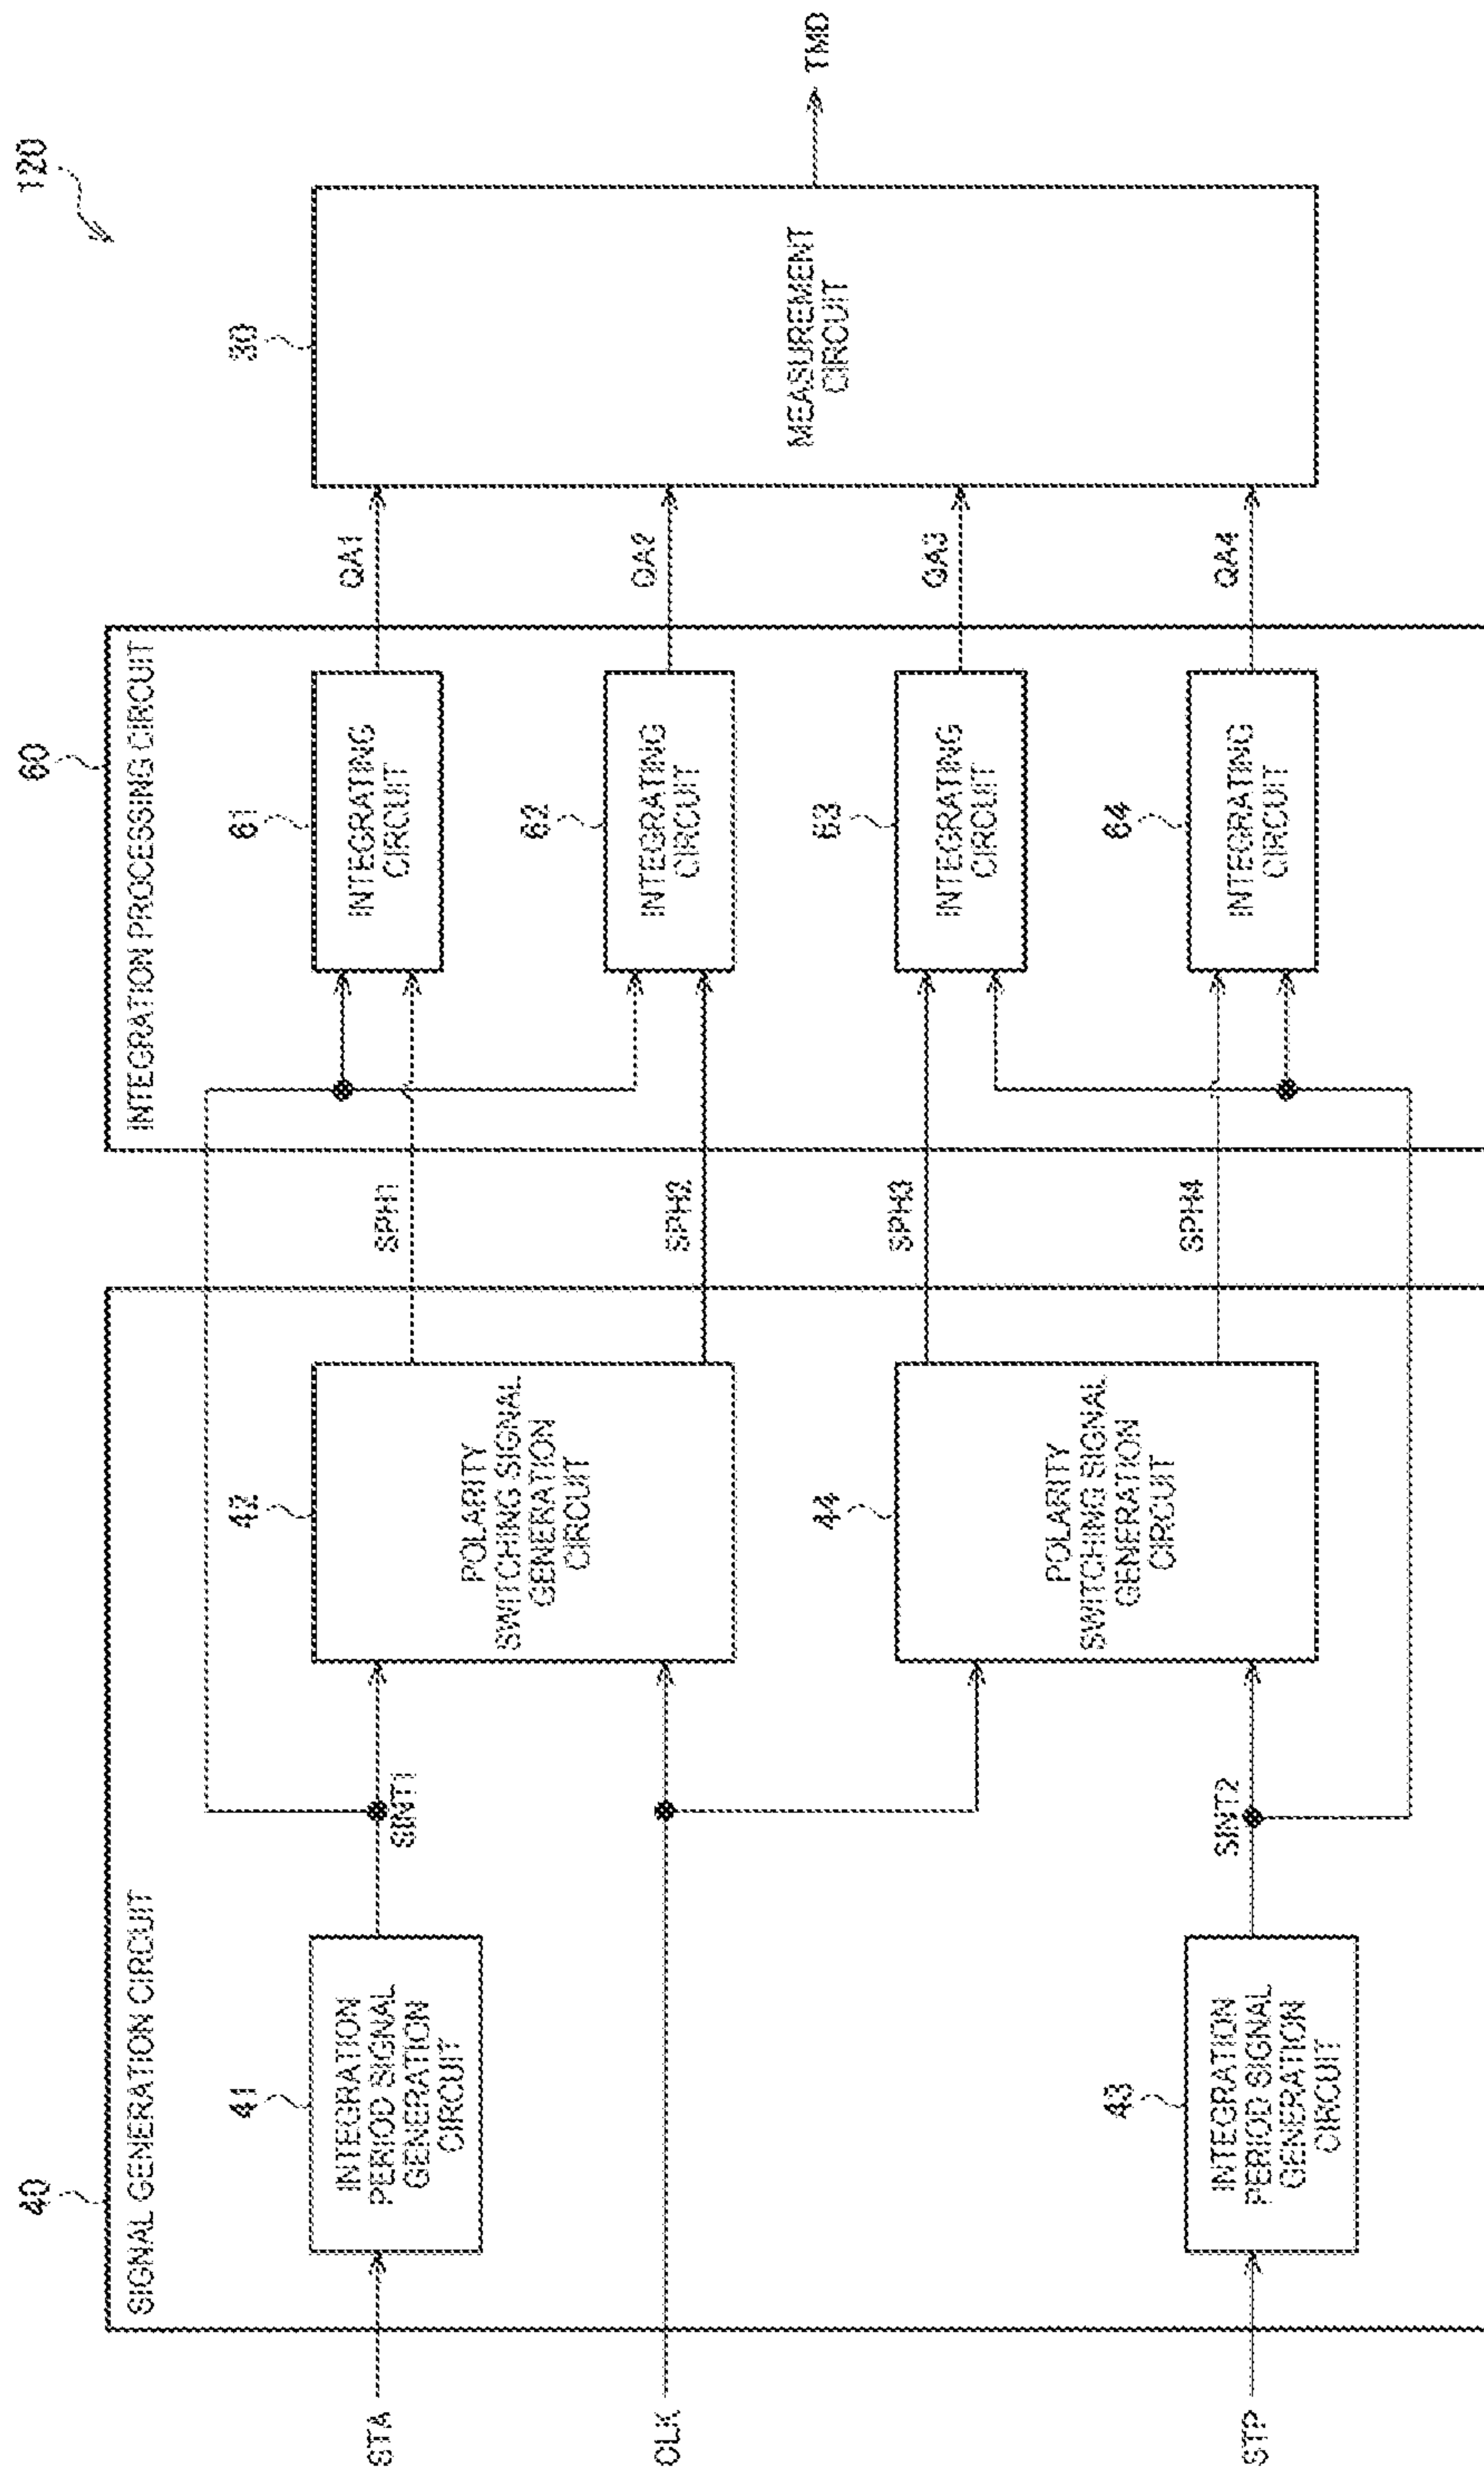 120
40
SIGNAL GENERATION CIRCUIT
STA
41
INTEGRATION
PERIOD SIGNAL
GENERATION
CIRCUIT
SINT1
42
POLARITY
SWITCHING SIGNAL
GENERATION
CIRCUIT
SPH1
SPH2
CLK
44
POLARITY
SWITCHING SIGNAL
GENERATION
CIRCUIT
SPH3
SPH4
STP
43
INTEGRATION
PERIOD SIGNAL
GENERATION
CIRCUIT
SINT2
60
INTEGRATION PROCESSING CIRCUIT
61
INTEGRATING
CIRCUIT
QA1
62
INTEGRATING
CIRCUIT
QA2
63
INTEGRATING
CIRCUIT
QA3
64
INTEGRATING
CIRCUIT
QA4
30
MEASUREMENT
CIRCUIT
TMD